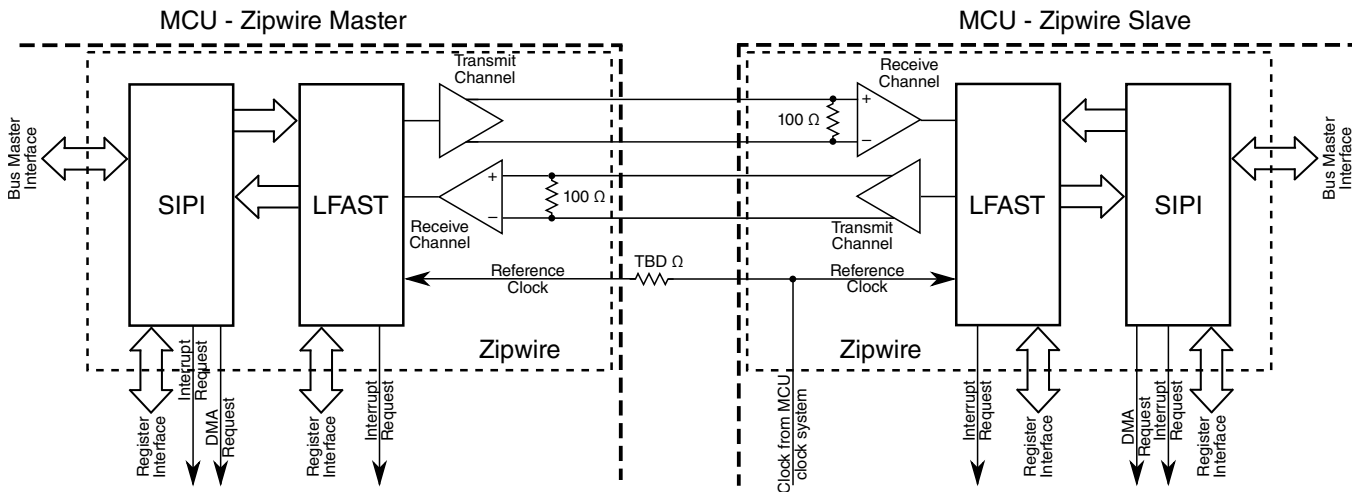 MCU - Zipwire Master
MCU - Zipwire Slave
Transmit
Channel
Receive
Channel
Bus Master
Interface
SIPI
LFAST
+
−
100 Ω
+
−
100 Ω
Receive
Channel
Transmit
Channel
LFAST
SIPI
Bus Master
Interface
Reference
Clock
TBD Ω
Reference
Clock
Zipwire
Zipwire
Register
Interface
Interrupt
Request
DMA
Request
Register
Interface
Interrupt
Request
Clock from MCU
clock system
Interrupt
Request
Register
Interface
DMA
Request
Interrupt
Request
Register
Interface